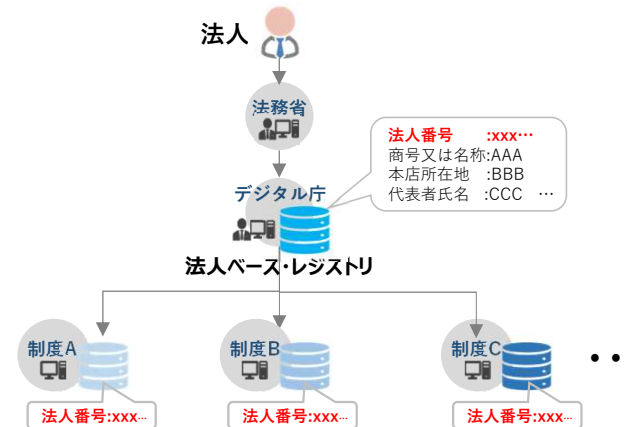 法人
法務省
法人番号 :xxx…
商号又は名称:AAA
本店所在地 :BBB
代表者氏名 :CCC …
デジタル庁
法人ベース・レジストリ
制度A
制度B
制度C
・・
法人番号:xxx…
法人番号:xxx…
法人番号:xxx…